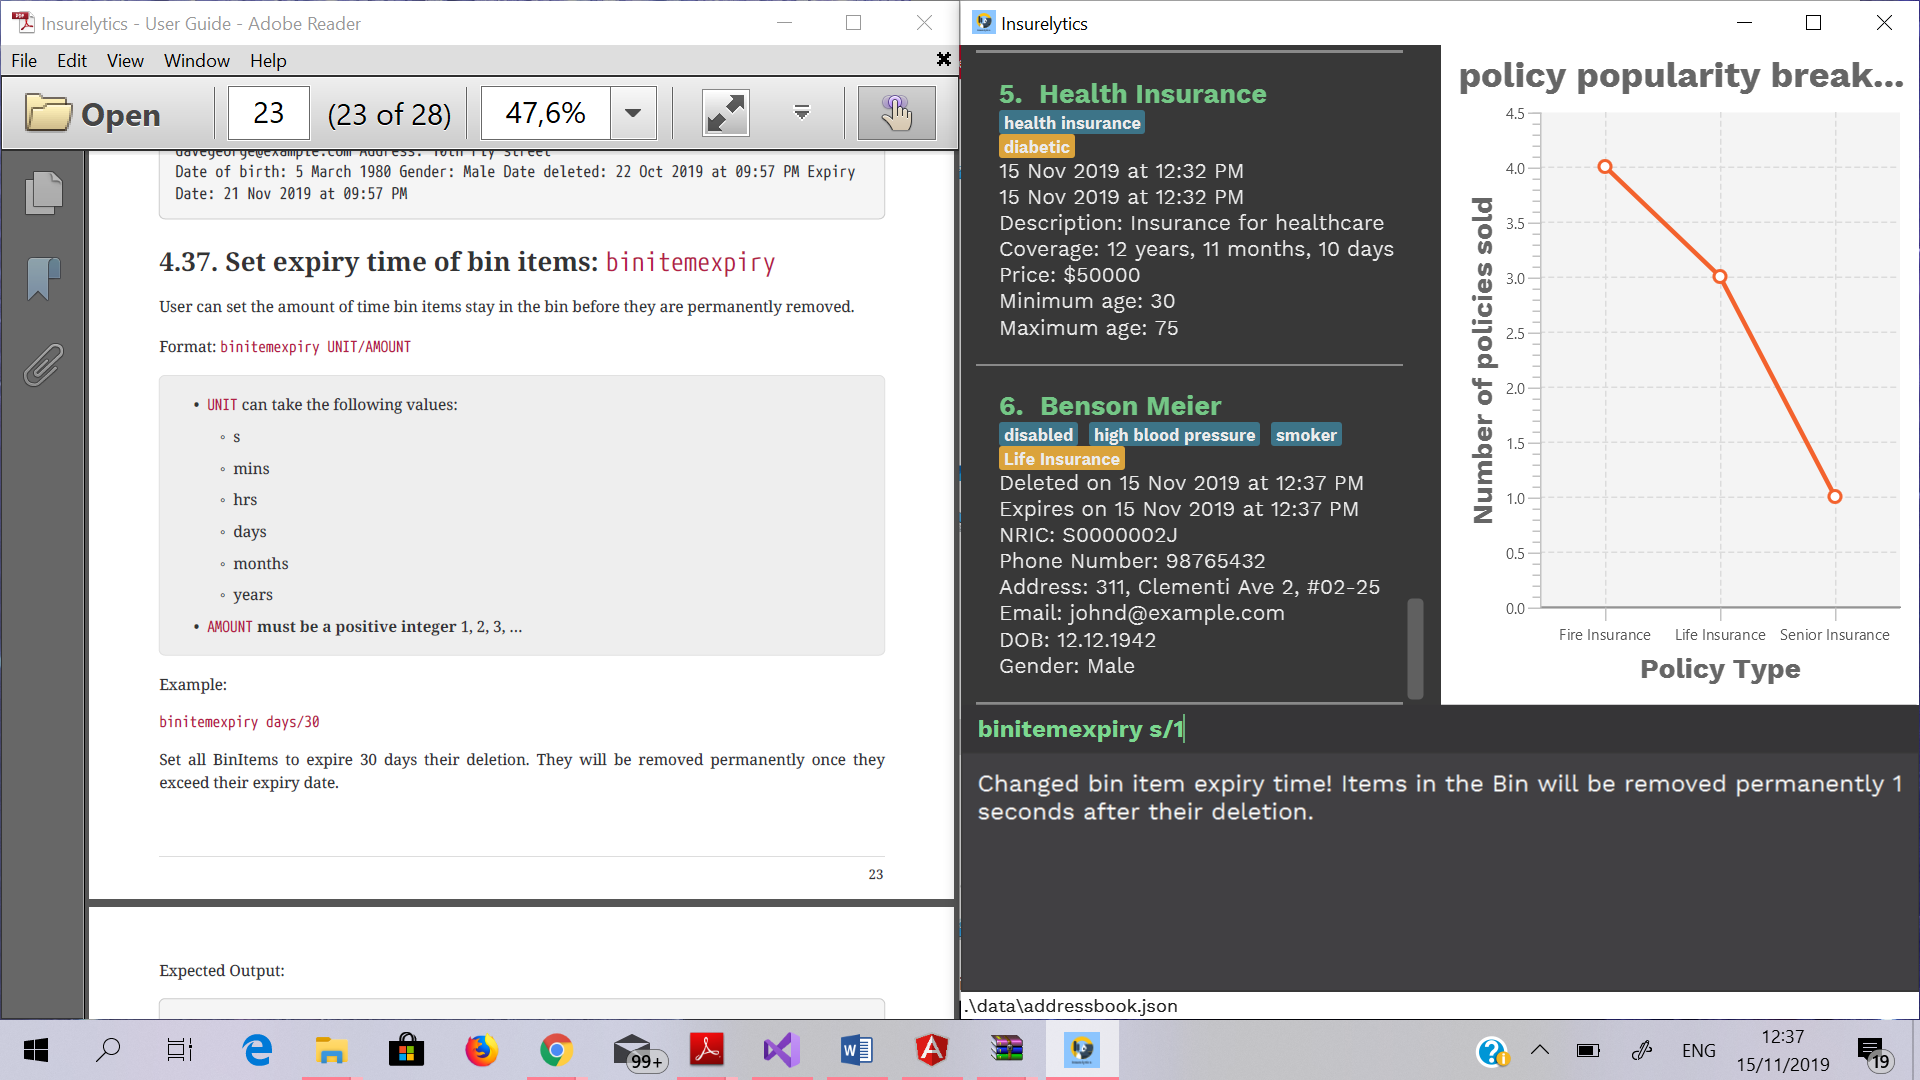 Insurelytics - User Guide - Adobe Reader
File Edit View Window Help
Open 23 (23 of 28) 47,6%
davegeorge@example.com Address: 10th Fly street
Date of birth: 5 March 1980 Gender: Male Date deleted: 22 Oct 2019 at 09:57 PM Expiry
Date: 21 Nov 2019 at 09:57 PM
4.37. Set expiry time of bin items: binitemexpiry
User can set the amount of time bin items stay in the bin before they are permanently removed.
Format: binitemexpiry UNIT/AMOUNT
• UNIT can take the following values:
◦ s
◦ mins
◦ hrs
◦ days
◦ months
◦ years
• AMOUNT must be a positive integer 1, 2, 3, …
Example:
binitemexpiry days/30
Set all BinItems to expire 30 days their deletion. They will be removed permanently once they
exceed their expiry date.
23
Expected Output:
Insurelytics
5. Health Insurance
health insurance
diabetic
15 Nov 2019 at 12:32 PM
15 Nov 2019 at 12:32 PM
Description: Insurance for healthcare
Coverage: 12 years, 11 months, 10 days
Price: $50000
Minimum age: 30
Maximum age: 75
6. Benson Meier
disabled high blood pressure smoker
Life Insurance
Deleted on 15 Nov 2019 at 12:37 PM
Expires on 15 Nov 2019 at 12:37 PM
NRIC: S0000002J
Phone Number: 98765432
Address: 311, Clementi Ave 2, #02-25
Email: johnd@example.com
DOB: 12.12.1942
Gender: Male
policy popularity break...
Number of policies sold
4.5
4.0
3.5
3.0
2.5
2.0
1.5
1.0
0.5
0.0
Fire Insurance Life Insurance Senior Insurance
Policy Type
binitemexpiry s/1
Changed bin item expiry time! Items in the Bin will be removed permanently 1
seconds after their deletion.
.\data\addressbook.json
99+
ENG
12:37
15/11/2019
19